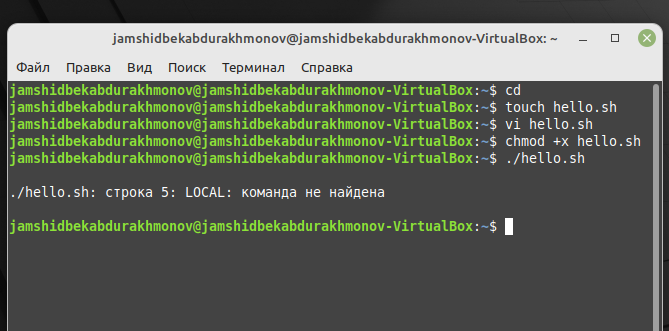 jamshidbekabdurakhmonov@jamshidbekabdurakhmonov-VirtualBox: ~
Файл Правка Вид Поиск Терминал Справка
jamshidbekabdurakhmonov@jamshidbekabdurakhmonov-VirtualBox:~$ cd
jamshidbekabdurakhmonov@jamshidbekabdurakhmonov-VirtualBox:~$ touch hello.sh
jamshidbekabdurakhmonov@jamshidbekabdurakhmonov-VirtualBox:~$ vi hello.sh
jamshidbekabdurakhmonov@jamshidbekabdurakhmonov-VirtualBox:~$ chmod +x hello.sh
jamshidbekabdurakhmonov@jamshidbekabdurakhmonov-VirtualBox:~$ ./hello.sh
./hello.sh: строка 5: LOCAL: команда не найдена
jamshidbekabdurakhmonov@jamshidbekabdurakhmonov-VirtualBox:~$